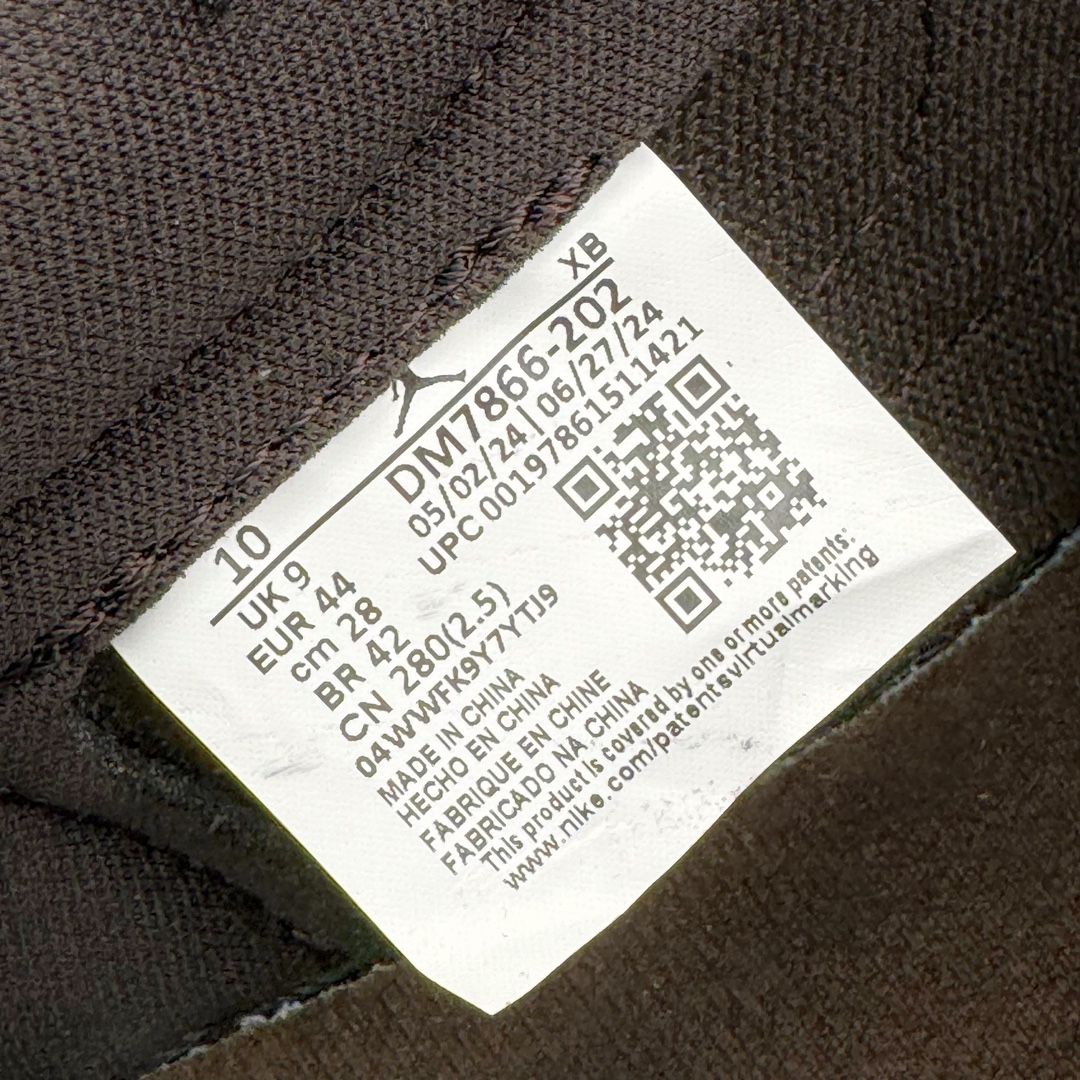 10 XB
UK 9 DM7866-202
EUR 44 05/02/24 | 06/27/24
cm 28 UPC 00197861511421
BR 42
CN 280(2.5)
04WWFK9Y7YTJ9
MADE IN CHINA
HECHO EN CHINA
FABRIQUE EN CHINE
FABRICADO NA CHINA
This product is covered by one or more patents:
www.nike.com/patentsvirtualmarking